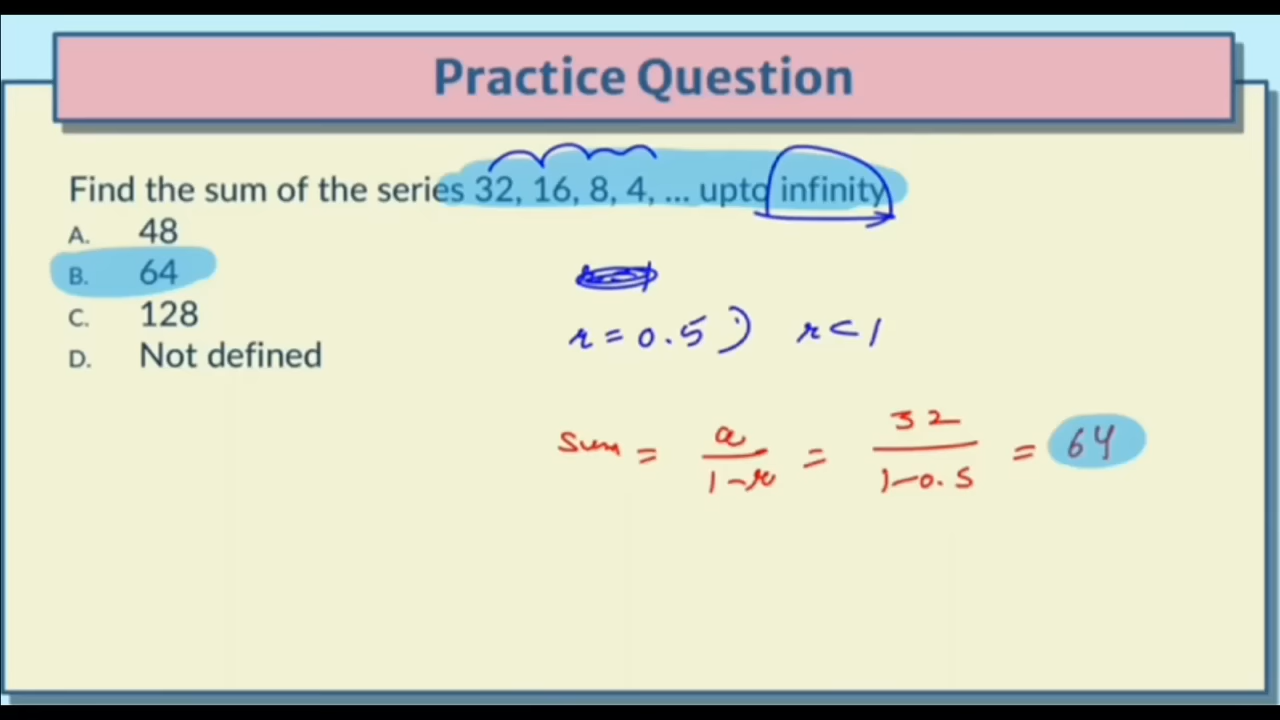 Practice Question
Find the sum of the series 32, 16, 8, 4, ... upto infinity
A. 48
B. 64
C. 128
D. Not defined
r = 0.5 ) r < 1
Sum = a / 1-r = 32 / 1-0.5 = 64